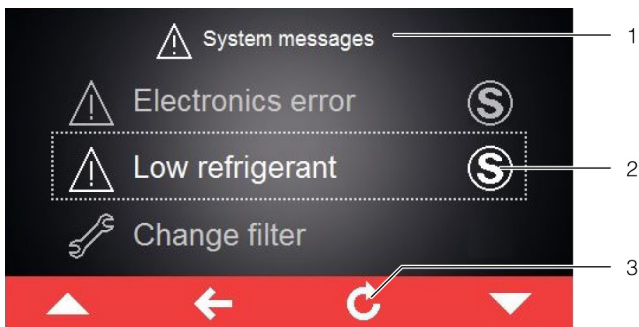 System messages
1
Electronics error
S
Low refrigerant
S
2
Change filter
3